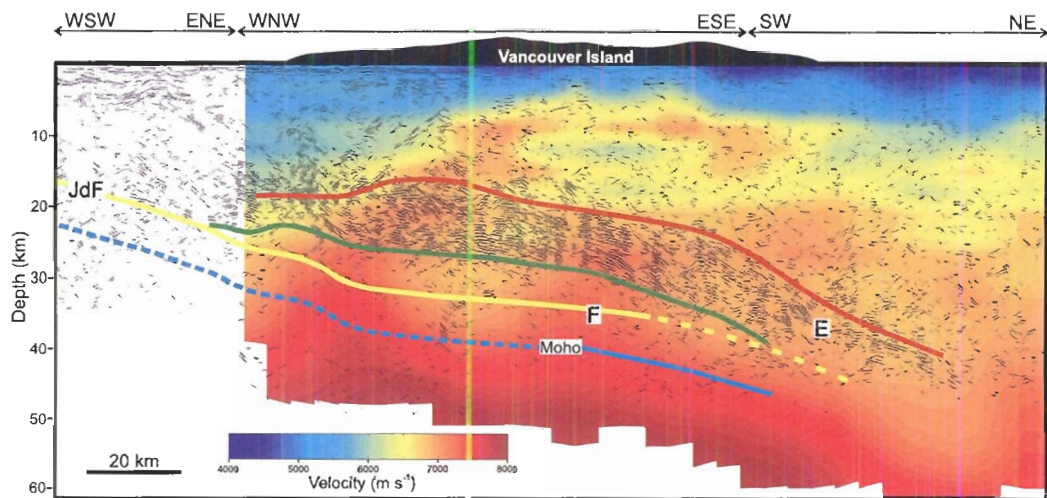 WSW ENE WNW ESE SW NE
Vancouver Island
10
JdF
20
Depth (km)
30
F
E
40
Moho
50
4000 5000 6000 7000 8000
20 km
Velocity (m s⁻¹)
60